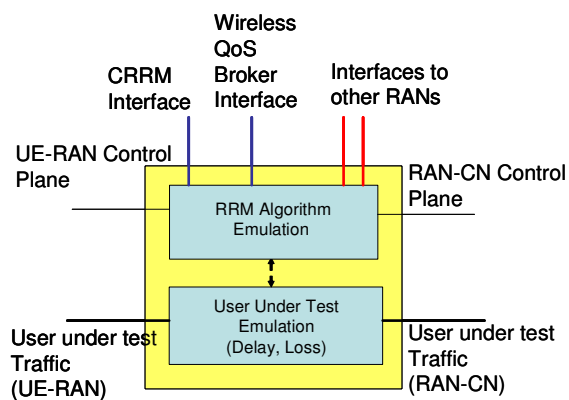 Wireless
QoS
Broker
Interface
CRRM
Interface
Interfaces to
other RANs
UE-RAN Control
Plane
RAN-CN Control
Plane
RRM Algorithm
Emulation
User Under Test
Emulation
(Delay, Loss)
User under test
Traffic
(UE-RAN)
User under test
Traffic
(RAN-CN)